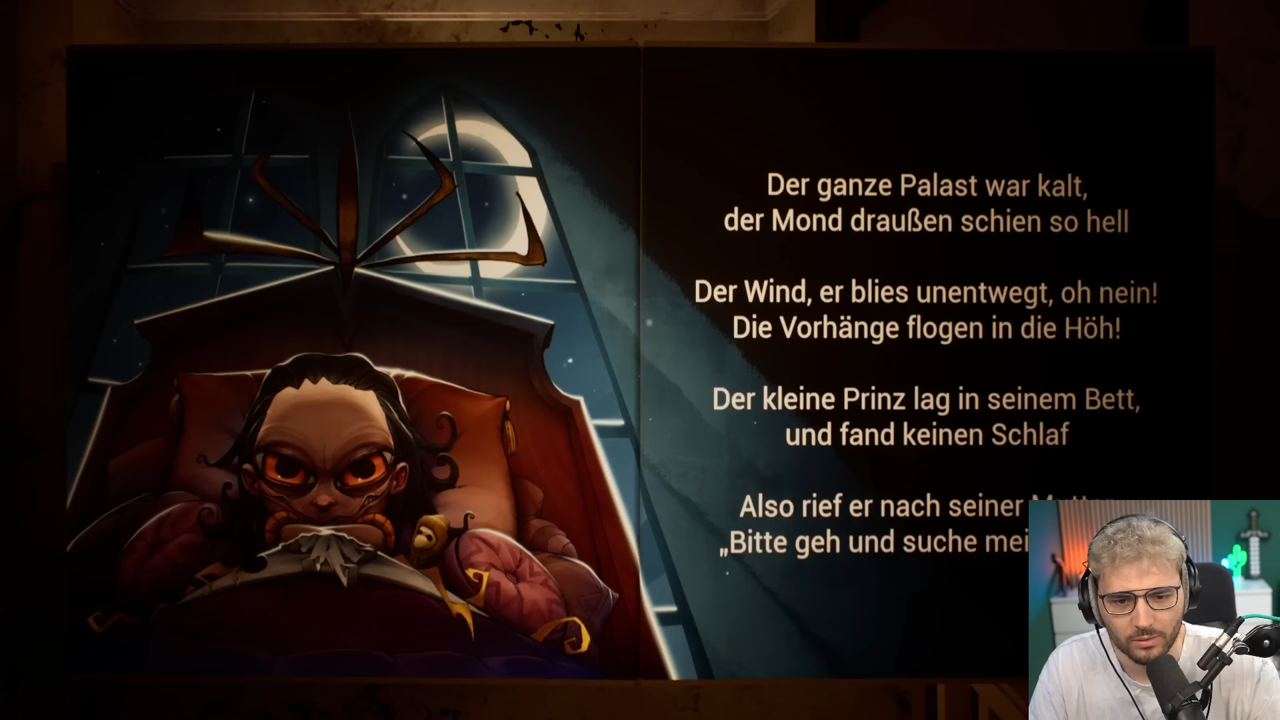 Der ganze Palast war kalt,
der Mond draußen schien so hell
Der Wind, er blies unentwegt, oh nein!
Die Vorhänge flogen in die Höh!
Der kleine Prinz lag in seinem Bett,
und fand keinen Schlaf
Also rief er nach seiner
„Bitte geh und suche